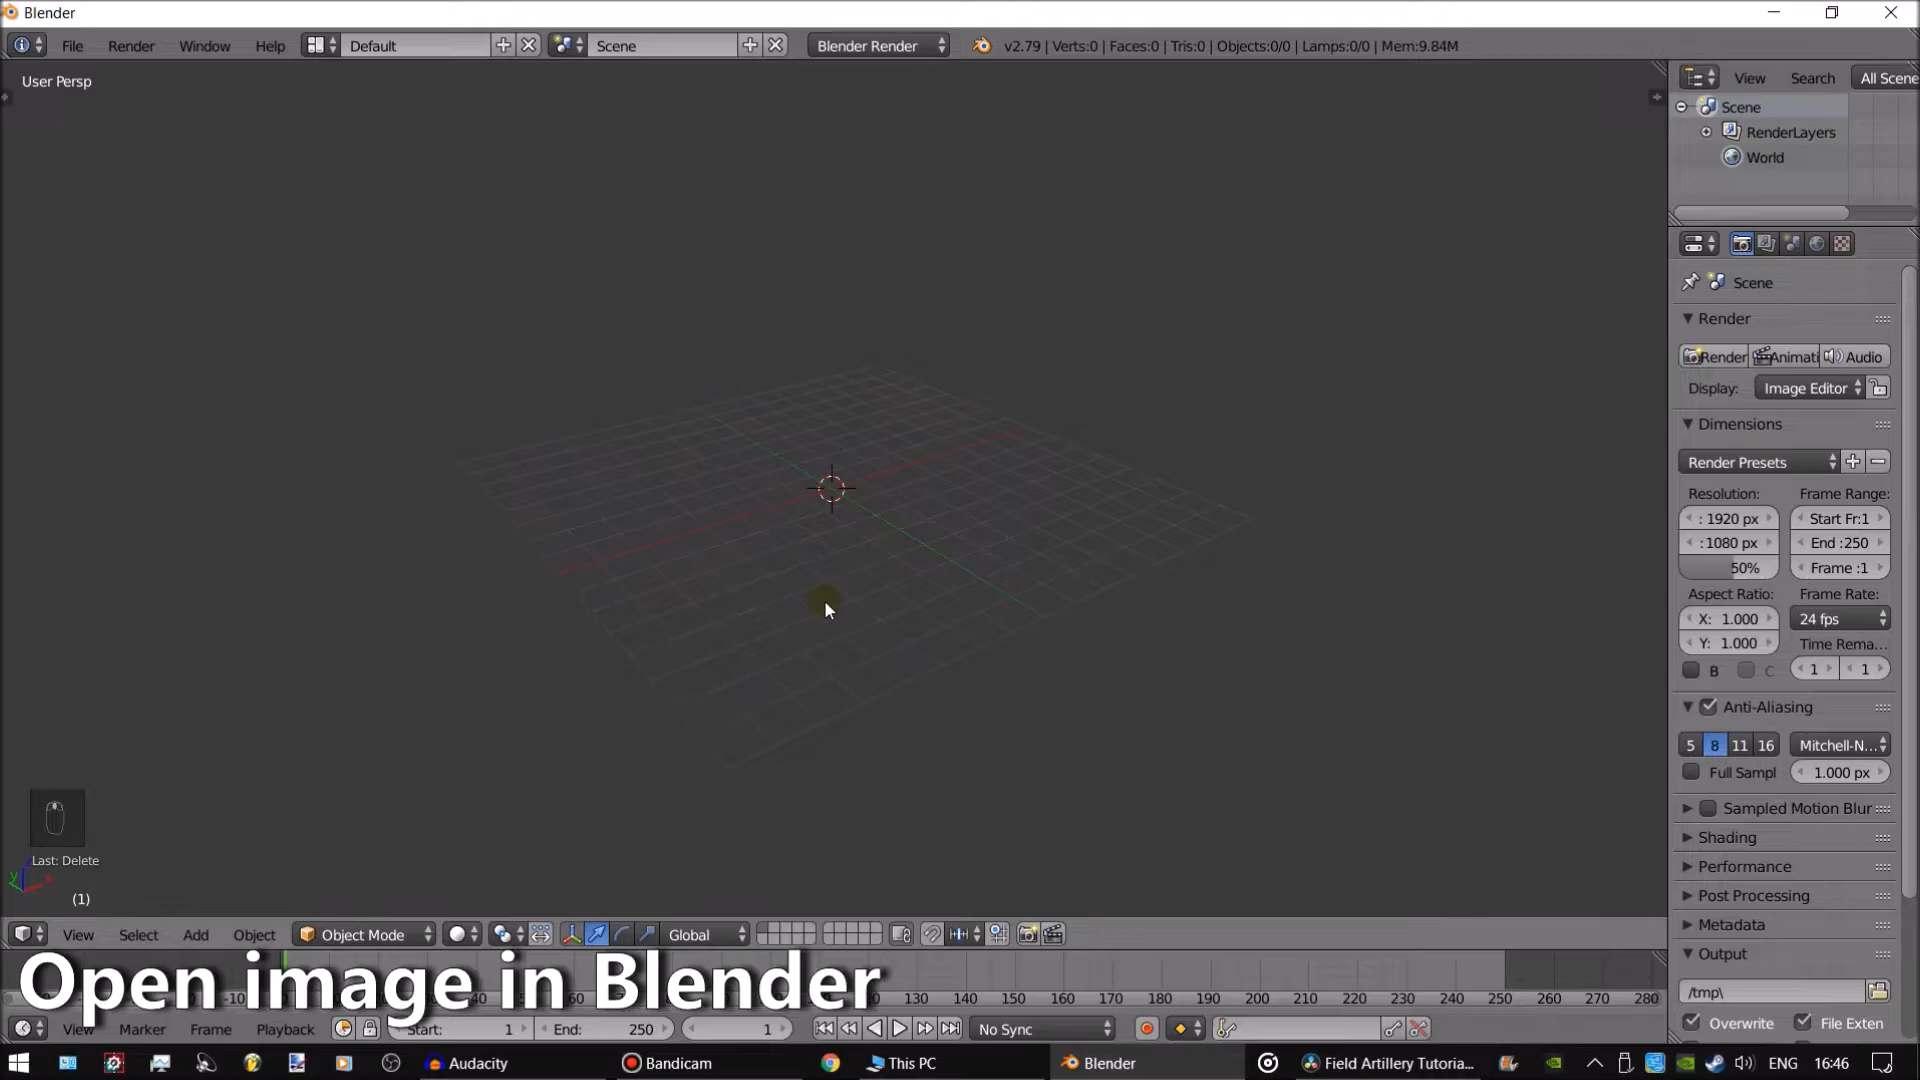 Blender
File Render Window Help Default Scene Blender Render v2.79 | Verts:0 | Faces:0 | Tris:0 | Objects:0/0 | Lamps:0/0 | Mem:9.84M
User Persp
View Search All Scene
Scene
RenderLayers
World
Scene
Render
Render Animati Audio
Display: Image Editor
Dimensions
Render Presets
Resolution: Frame Range:
: 1920 px Start Fr:1
:1080 px End :250
50% Frame :1
Aspect Ratio: Frame Rate:
X: 1.000 24 fps
Y: 1.000 Time Rema...
B C 1 1
Anti-Aliasing
5 8 11 16 Mitchell-N...
Full Sampl 1.000 px
Sampled Motion Blur
Shading
Performance
Post Processing
Metadata
Output
/tmp\
Overwrite File Exten
Last: Delete
y x
(1)
View Select Add Object Object Mode Global
Open image in Blender
-10 130 140 150 160 170 180 190 200 210 220 230 240 250 260 270 280
View Marker Frame Playback Start: 1 End: 250 1 No Sync
Audacity Bandicam This PC Blender Field Artillery Tutoria... ENG 16:46